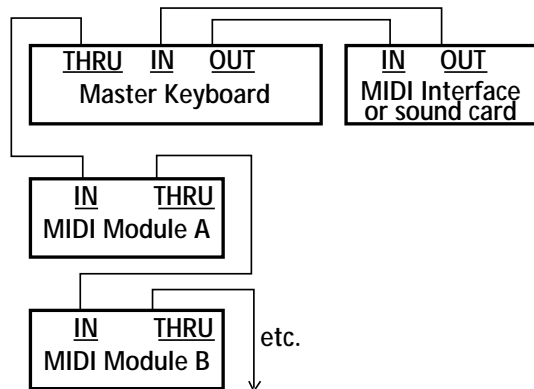 THRU IN OUT
Master Keyboard
IN OUT
MIDI Interface
or sound card
IN THRU
MIDI Module A
IN THRU
MIDI Module B
etc.